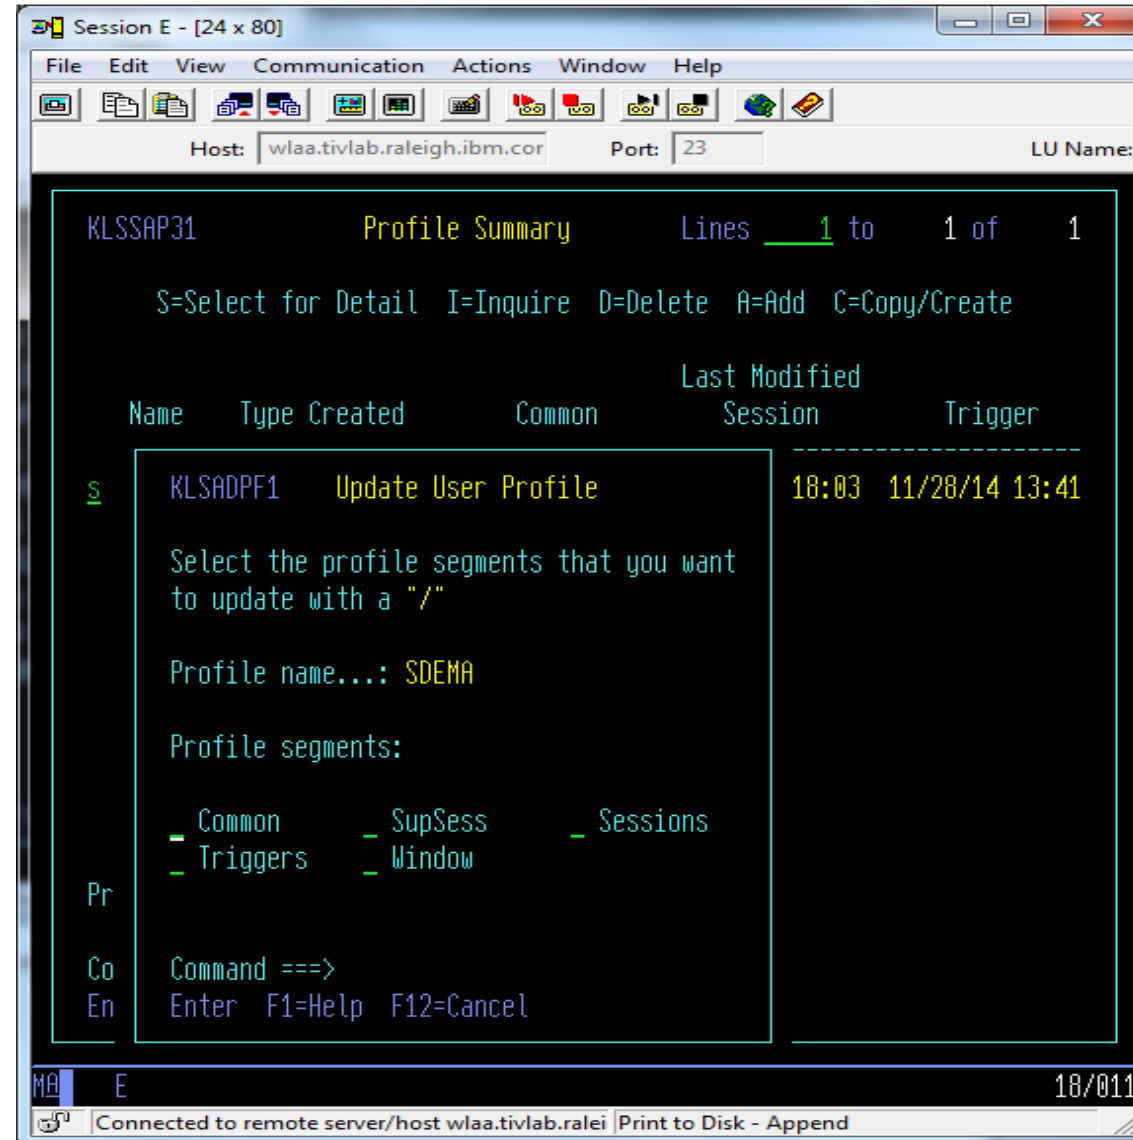 Session E - [24 x 80]
File Edit View Communication Actions Window Help
Host: wlaa.tivlab.raleigh.ibm.cor Port: 23 LU Name:
KLSSAP31 Profile Summary Lines 1 to 1 of 1
S=Select for Detail I=Inquire D=Delete A=Add C=Copy/Create
Last Modified
Name Type Created Common Session Trigger
---------------------
s KLSADPF1 Update User Profile 18:03 11/28/14 13:41
Select the profile segments that you want
to update with a "/"
Profile name...: SDEMA
Profile segments:
_ Common _ SupSess _ Sessions
_ Triggers _ Window
Pr
Co Command ===>
En Enter F1=Help F12=Cancel
MA E 18/011
Connected to remote server/host wlaa.tivlab.ralei Print to Disk - Append